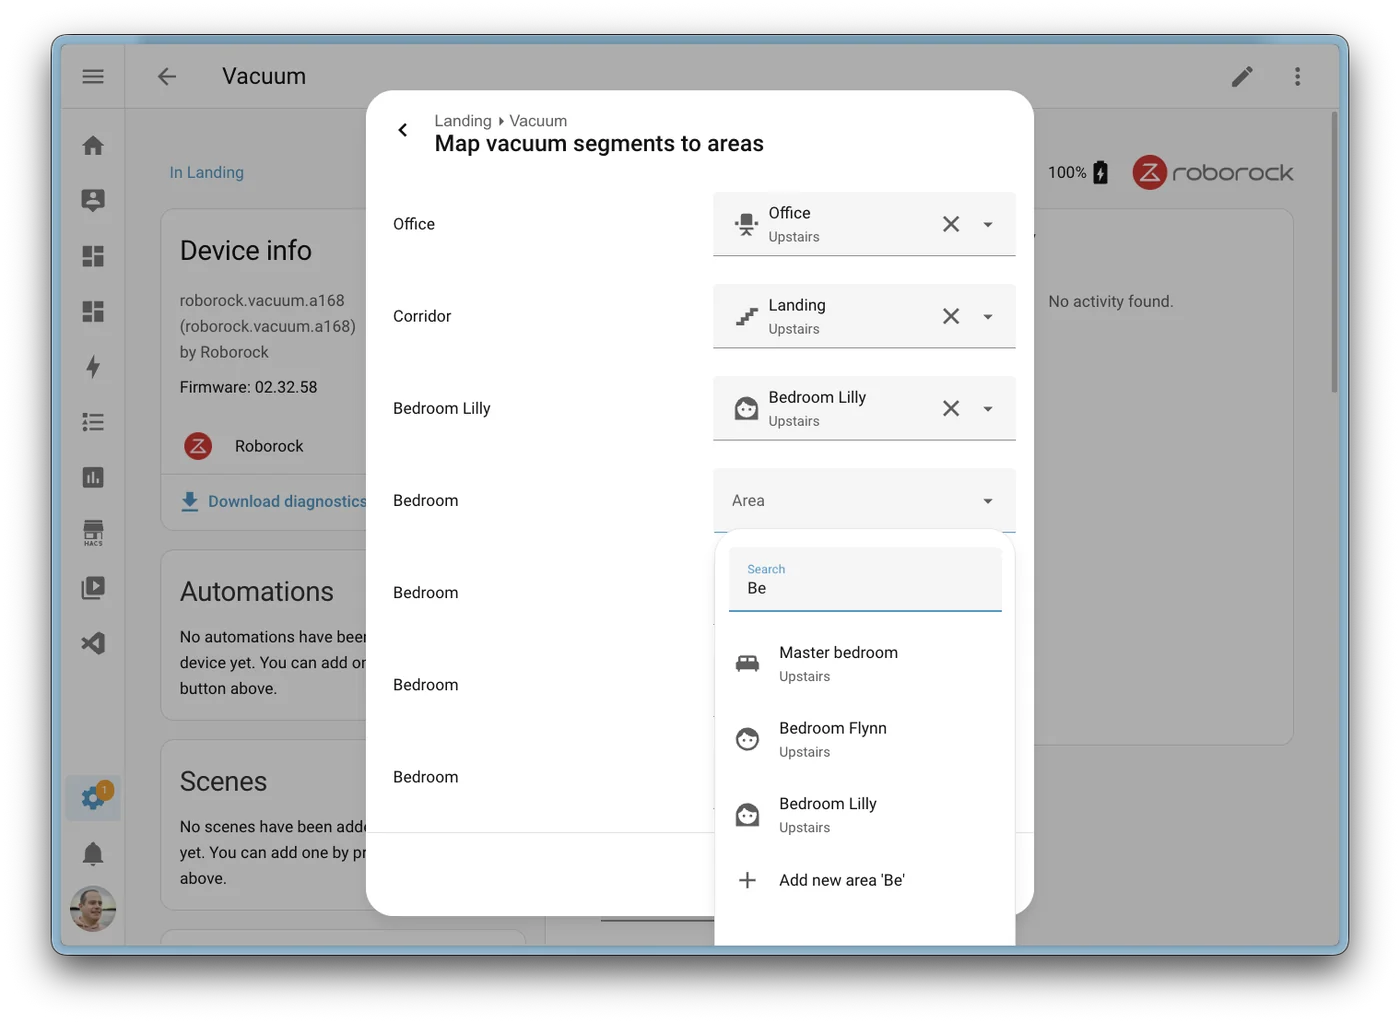 Vacuum
In Landing
100%
roborock
Device info
roborock.vacuum.a168
(roborock.vacuum.a168)
by Roborock
Firmware: 02.32.58
Roborock
Download diagnostics
Automations
No automations have been
device yet. You can add
button above.
Scenes
No scenes have been
yet. You can add one by
above.
HACS
1
No activity found.
Landing
Vacuum
Map vacuum segments to areas
Office
Office
Upstairs
Corridor
Landing
Upstairs
Bedroom Lilly
Bedroom Lilly
Upstairs
Bedroom
Area
Bedroom
Bedroom
Bedroom
Search
Be
Master bedroom
Upstairs
Bedroom Flynn
Upstairs
Bedroom Lilly
Upstairs
Add new area 'Be'